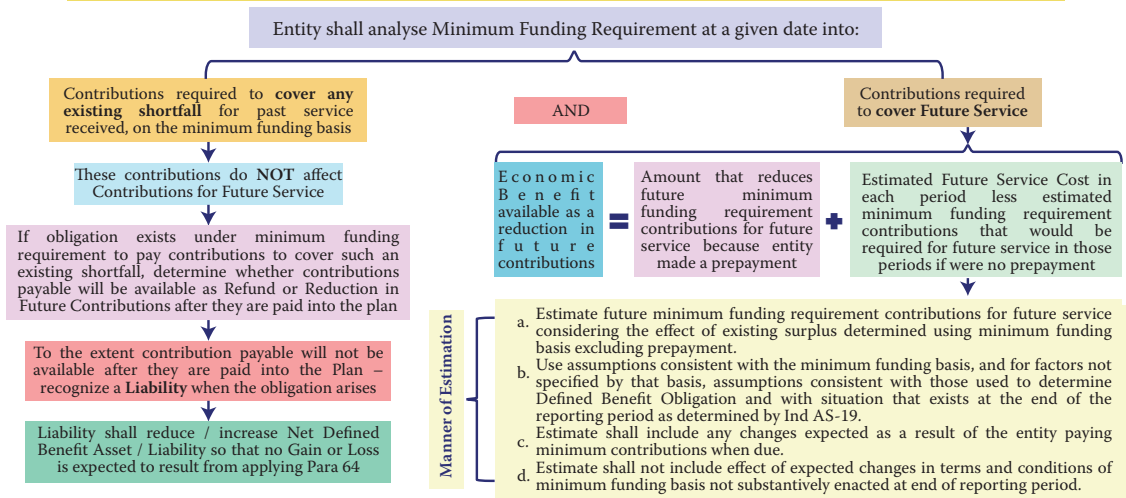 Entity shall analyse Minimum Funding Requirement at a given date into:
Contributions required to cover any
existing shortfall for past service
received, on the minimum funding basis
These contributions do NOT affect
Contributions for Future Service
If obligation exists under minimum funding
requirement to pay contributions to cover such an
existing shortfall, determine whether contributions
payable will be available as Refund or Reduction in
Future Contributions after they are paid into the plan
To the extent contribution payable will not be
available after they are paid into the Plan –
recognize a Liability when the obligation arises
Liability shall reduce / increase Net Defined
Benefit Asset / Liability so that no Gain or Loss
is expected to result from applying Para 64
AND
Contributions required
to cover Future Service
Economic
Benefit
available as a
reduction in
future
contributions
=
Amount that reduces
future minimum
funding requirement
contributions for future
service because entity
made a prepayment
+
Estimated Future Service Cost in
each period less estimated
minimum funding requirement
contributions that would be
required for future service in those
periods if were no prepayment
Manner of Estimation
a. Estimate future minimum funding requirement contributions for future service
considering the effect of existing surplus determined using minimum funding
basis excluding prepayment.
b. Use assumptions consistent with the minimum funding basis, and for factors not
specified by that basis, assumptions consistent with those used to determine
Defined Benefit Obligation and with situation that exists at the end of the
reporting period as determined by Ind AS-19.
c. Estimate shall include any changes expected as a result of the entity paying
minimum contributions when due.
d. Estimate shall not include effect of expected changes in terms and conditions of
minimum funding basis not substantively enacted at end of reporting period.